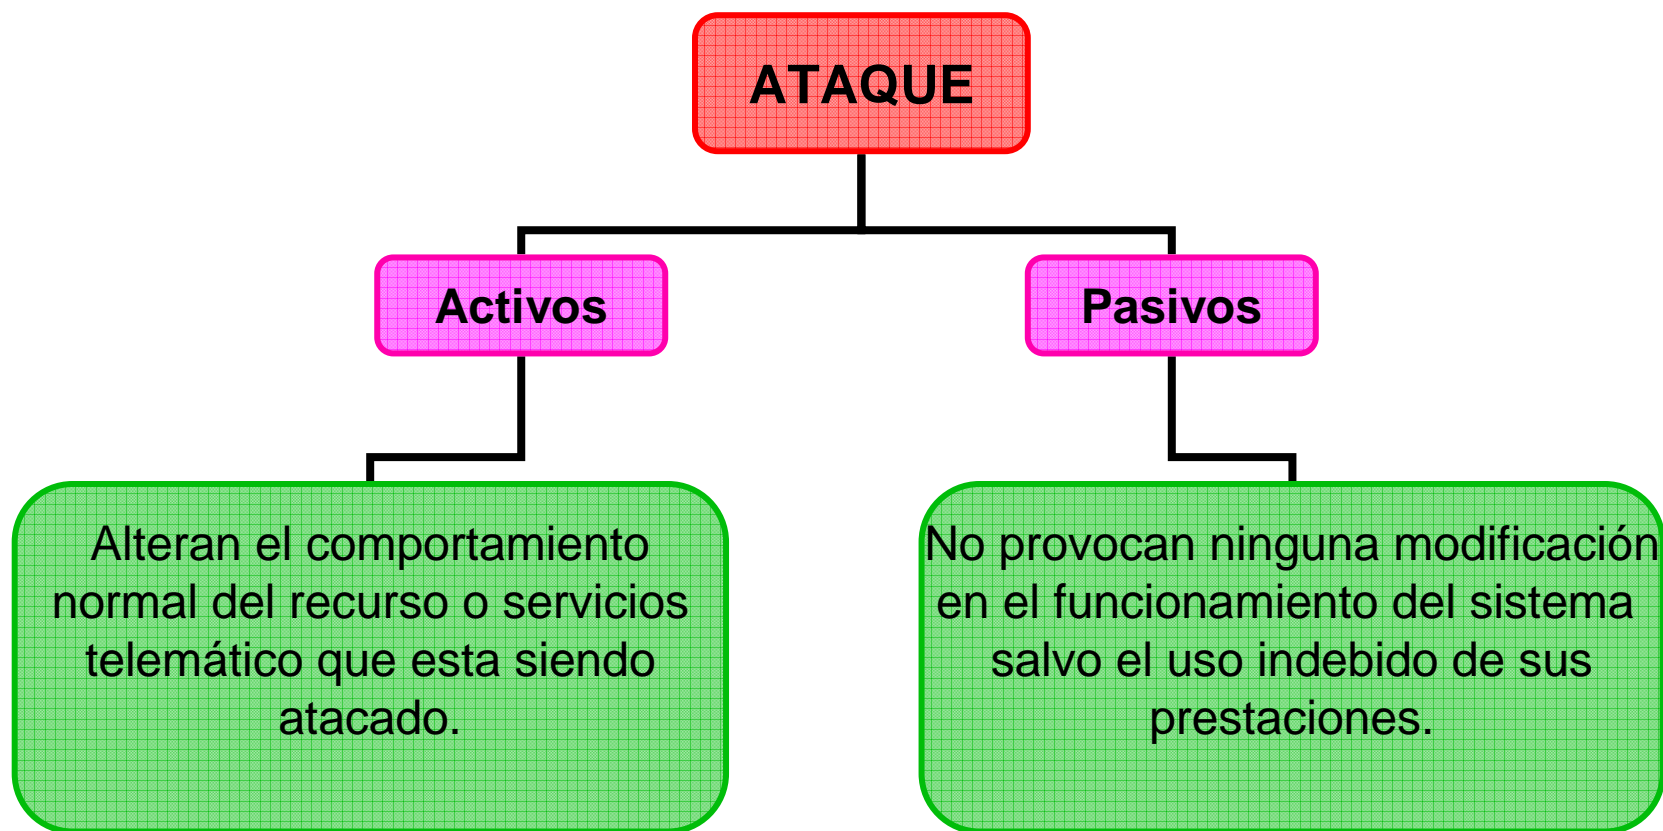 ATAQUE
Activos
Pasivos
Alteran el comportamiento
normal del recurso o servicios
telemático que esta siendo
atacado.
No provocan ninguna modificación
en el funcionamiento del sistema
salvo el uso indebido de sus
prestaciones.